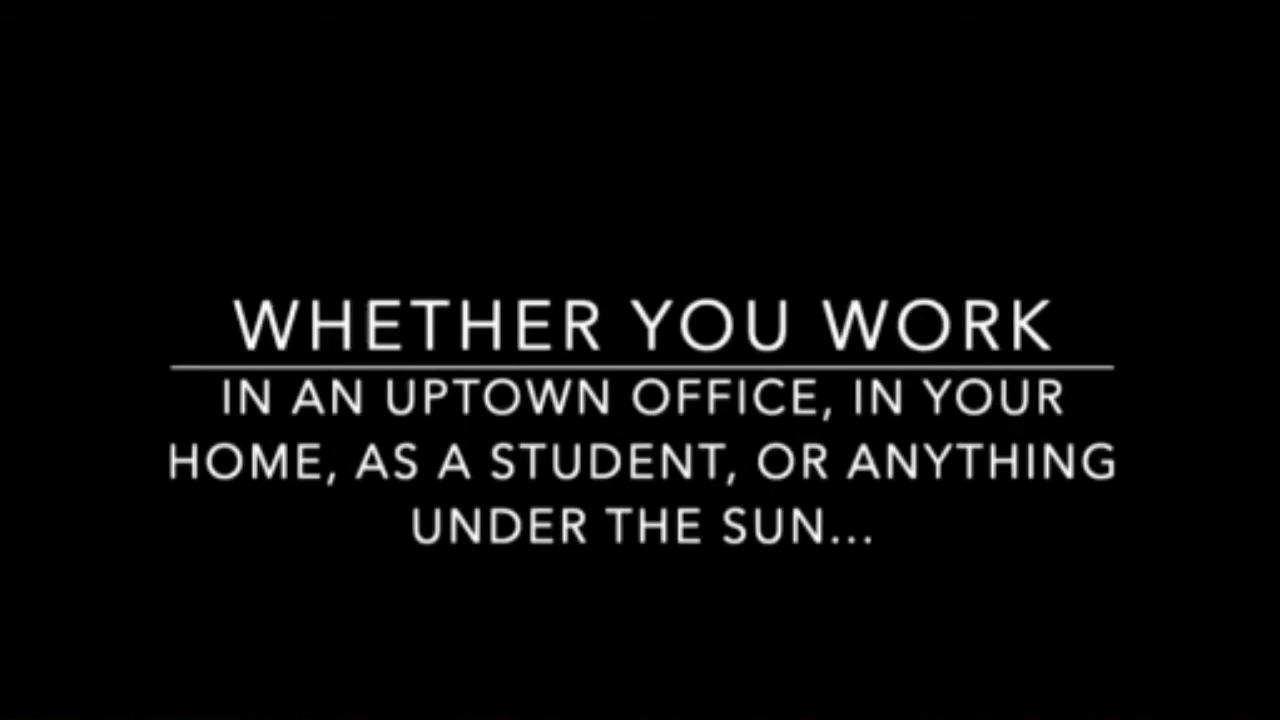 WHETHER YOU WORK
IN AN UPTOWN OFFICE, IN YOUR
HOME, AS A STUDENT, OR ANYTHING
UNDER THE SUN...